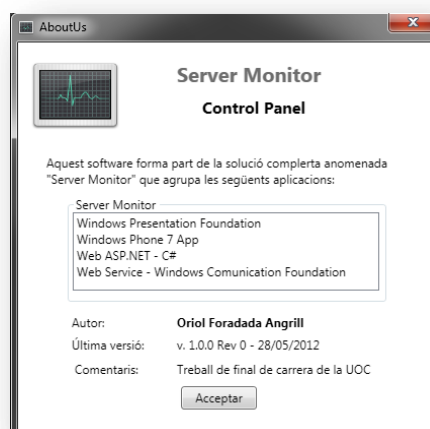 AboutUs
x
Server Monitor
Control Panel
Aquest software forma part de la solució complerta anomenada
"Server Monitor" que agrupa les següents aplicacions:
Server Monitor
Windows Presentation Foundation
Windows Phone 7 App
Web ASP.NET - C#
Web Service - Windows Comunication Foundation
Autor: Oriol Foradada Angrill
Última versió: v. 1.0.0 Rev 0 - 28/05/2012
Comentaris: Treball de final de carrera de la UOC
Acceptar